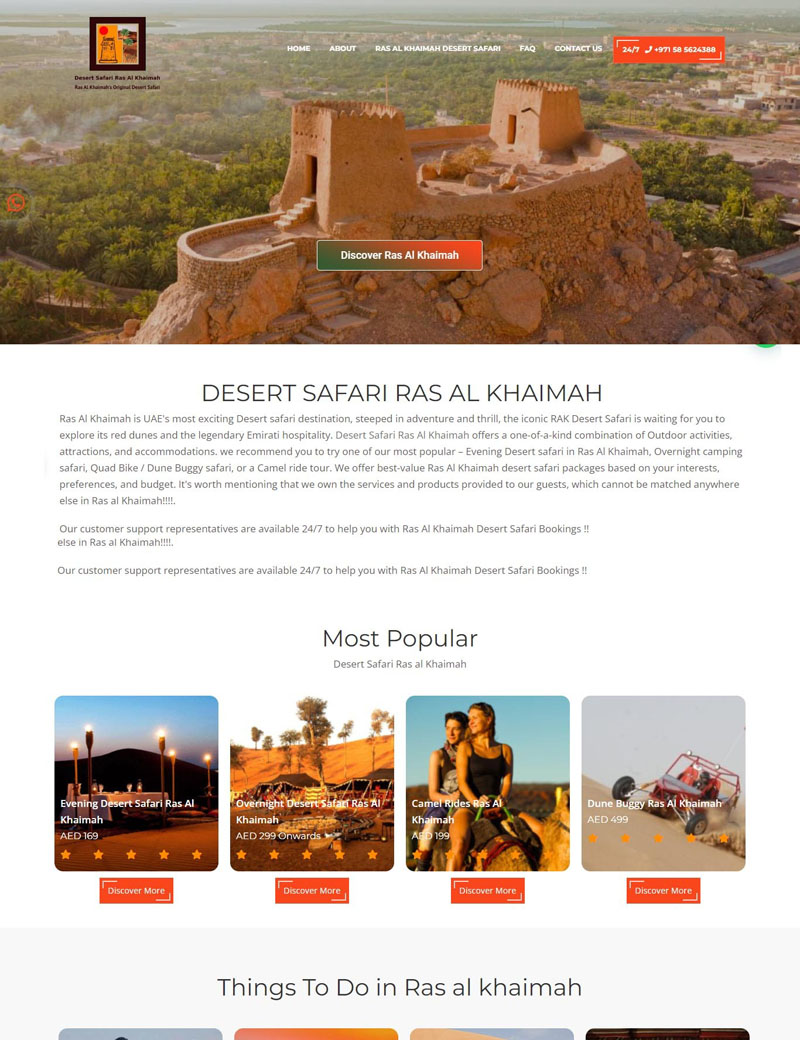 HOME ABOUT RAS AL KHAIMAH DESERT SAFARI FAQ CONTACT US 24/7 +971 58 5624388
Desert Safari Ras Al Khaimah
Ras Al Khaimah's Original Desert Safari
Discover Ras Al Khaimah
DESERT SAFARI RAS AL KHAIMAH
Ras Al Khaimah is UAE's most exciting Desert safari destination, steeped in adventure and thrill, the iconic RAK Desert Safari is waiting for you to
explore its red dunes and the legendary Emirati hospitality. Desert Safari Ras Al Khaimah offers a one-of-a-kind combination of Outdoor activities,
attractions, and accommodations. we recommend you to try one of our most popular – Evening Desert safari in Ras Al Khaimah, Overnight camping
safari, Quad Bike / Dune Buggy safari, or a Camel ride tour. We offer best-value Ras Al Khaimah desert safari packages based on your interests,
preferences, and budget. It's worth mentioning that we own the services and products provided to our guests, which cannot be matched anywhere
else in Ras al Khaimah!!!!.
Our customer support representatives are available 24/7 to help you with Ras Al Khaimah Desert Safari Bookings !!
else in Ras al Khaimah!!!!.
Our customer support representatives are available 24/7 to help you with Ras Al Khaimah Desert Safari Bookings !!
Most Popular
Desert Safari Ras al Khaimah
Evening Desert Safari Ras Al
Khaimah
AED 169
Discover More
Overnight Desert Safari Ras Al
Khaimah
AED 299 Onwards
Discover More
Camel Rides Ras Al
Khaimah
AED 199
Discover More
Dune Buggy Ras Al Khaimah
AED 499
Discover More
Things To Do in Ras al khaimah